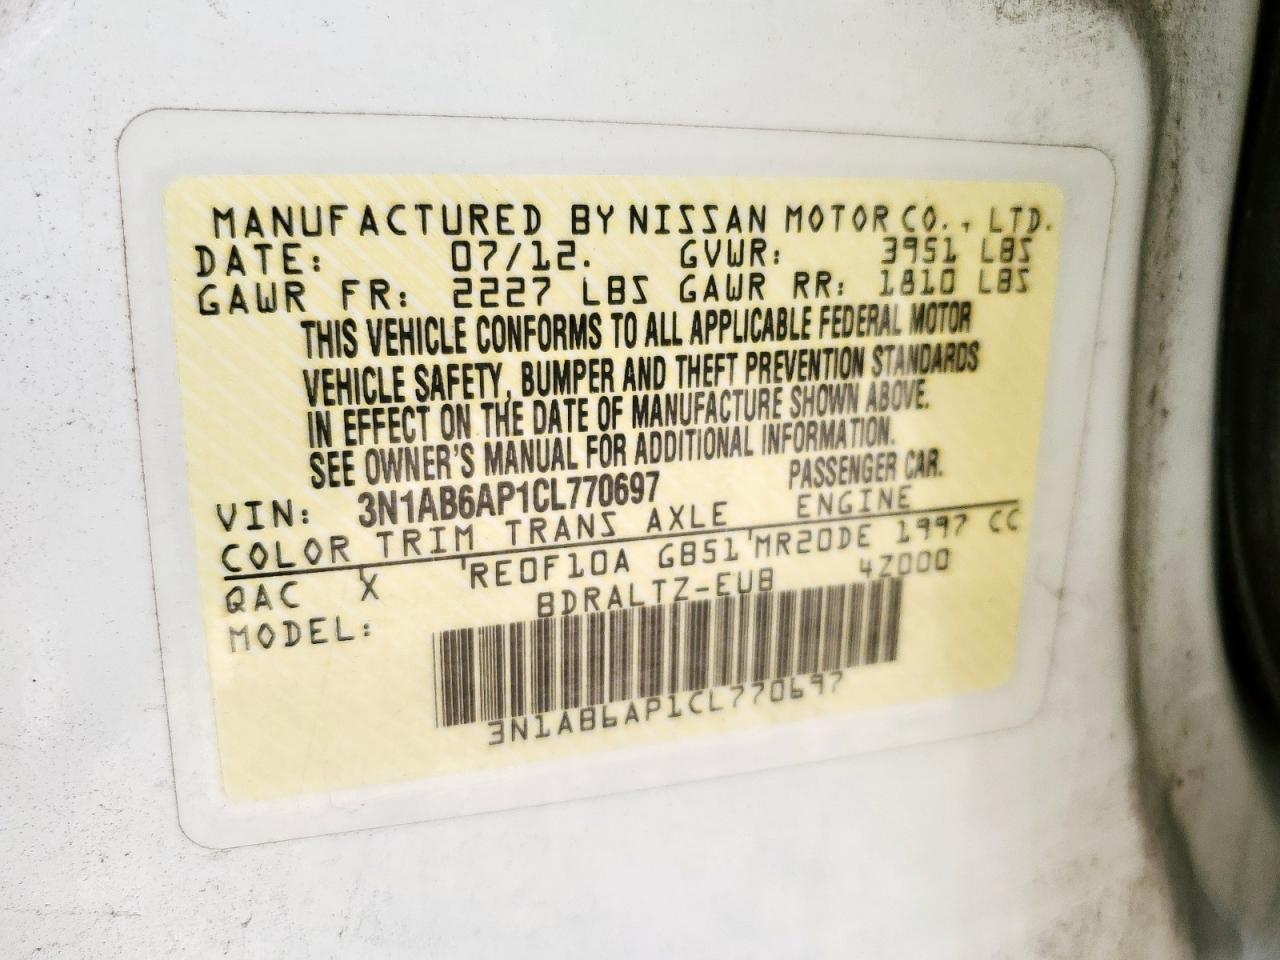 MANUFACTURED BY NISSAN MOTOR CO., LTD.
DATE: 07/12. GVWR: 3951 LBS
GAWR FR: 2227 LBS GAWR RR: 1810 LBS
THIS VEHICLE CONFORMS TO ALL APPLICABLE FEDERAL MOTOR
VEHICLE SAFETY, BUMPER AND THEFT PREVENTION STANDARDS
IN EFFECT ON THE DATE OF MANUFACTURE SHOWN ABOVE.
SEE OWNER'S MANUAL FOR ADDITIONAL INFORMATION.
VIN: 3N1AB6AP1CL770697 PASSENGER CAR.
COLOR TRIM TRANS AXLE ENGINE
QAC X RE0F10A GB51 MR20DE 1997 CC
MODEL: BDRALTZ-EUB 4Z000
3N1AB6AP1CL770697